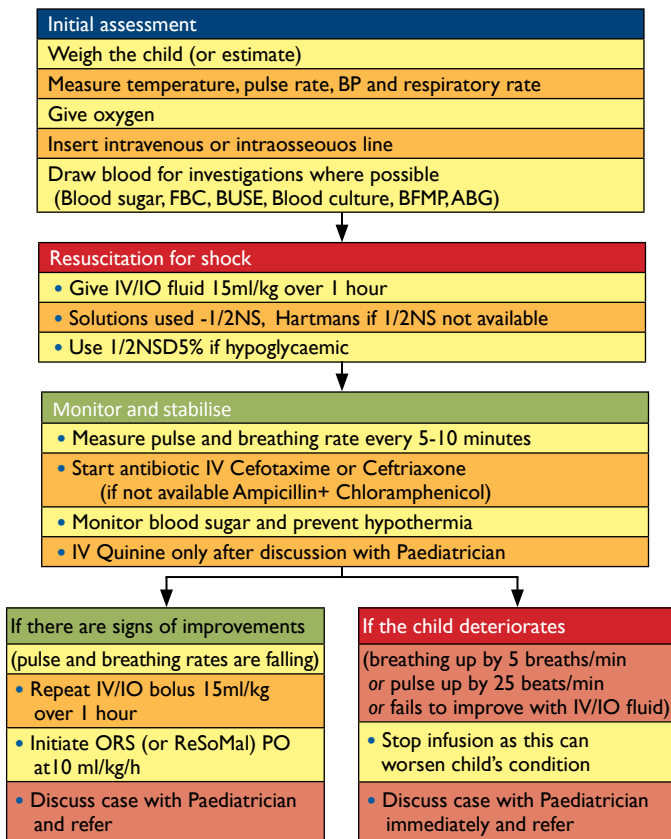 Initial assessment
Weigh the child (or estimate)
Measure temperature, pulse rate, BP and respiratory rate
Give oxygen
Insert intravenous or intraosseouos line
Draw blood for investigations where possible
(Blood sugar, FBC, BUSE, Blood culture, BFMP, ABG)
Resuscitation for shock
• Give IV/IO fluid 15ml/kg over 1 hour
• Solutions used -1/2NS, Hartmans if 1/2NS not available
• Use 1/2NSD5% if hypoglycaemic
Monitor and stabilise
• Measure pulse and breathing rate every 5-10 minutes
• Start antibiotic IV Cefotaxime or Ceftriaxone
(if not available Ampicillin+ Chloramphenicol)
• Monitor blood sugar and prevent hypothermia
• IV Quinine only after discussion with Paediatrician
If there are signs of improvements
(pulse and breathing rates are falling)
• Repeat IV/IO bolus 15ml/kg
over 1 hour
• Initiate ORS (or ReSoMal) PO
at10 ml/kg/h
• Discuss case with Paediatrician
and refer
If the child deteriorates
(breathing up by 5 breaths/min
or pulse up by 25 beats/min
or fails to improve with IV/IO fluid)
• Stop infusion as this can
worsen child's condition
• Discuss case with Paediatrician
immediately and refer